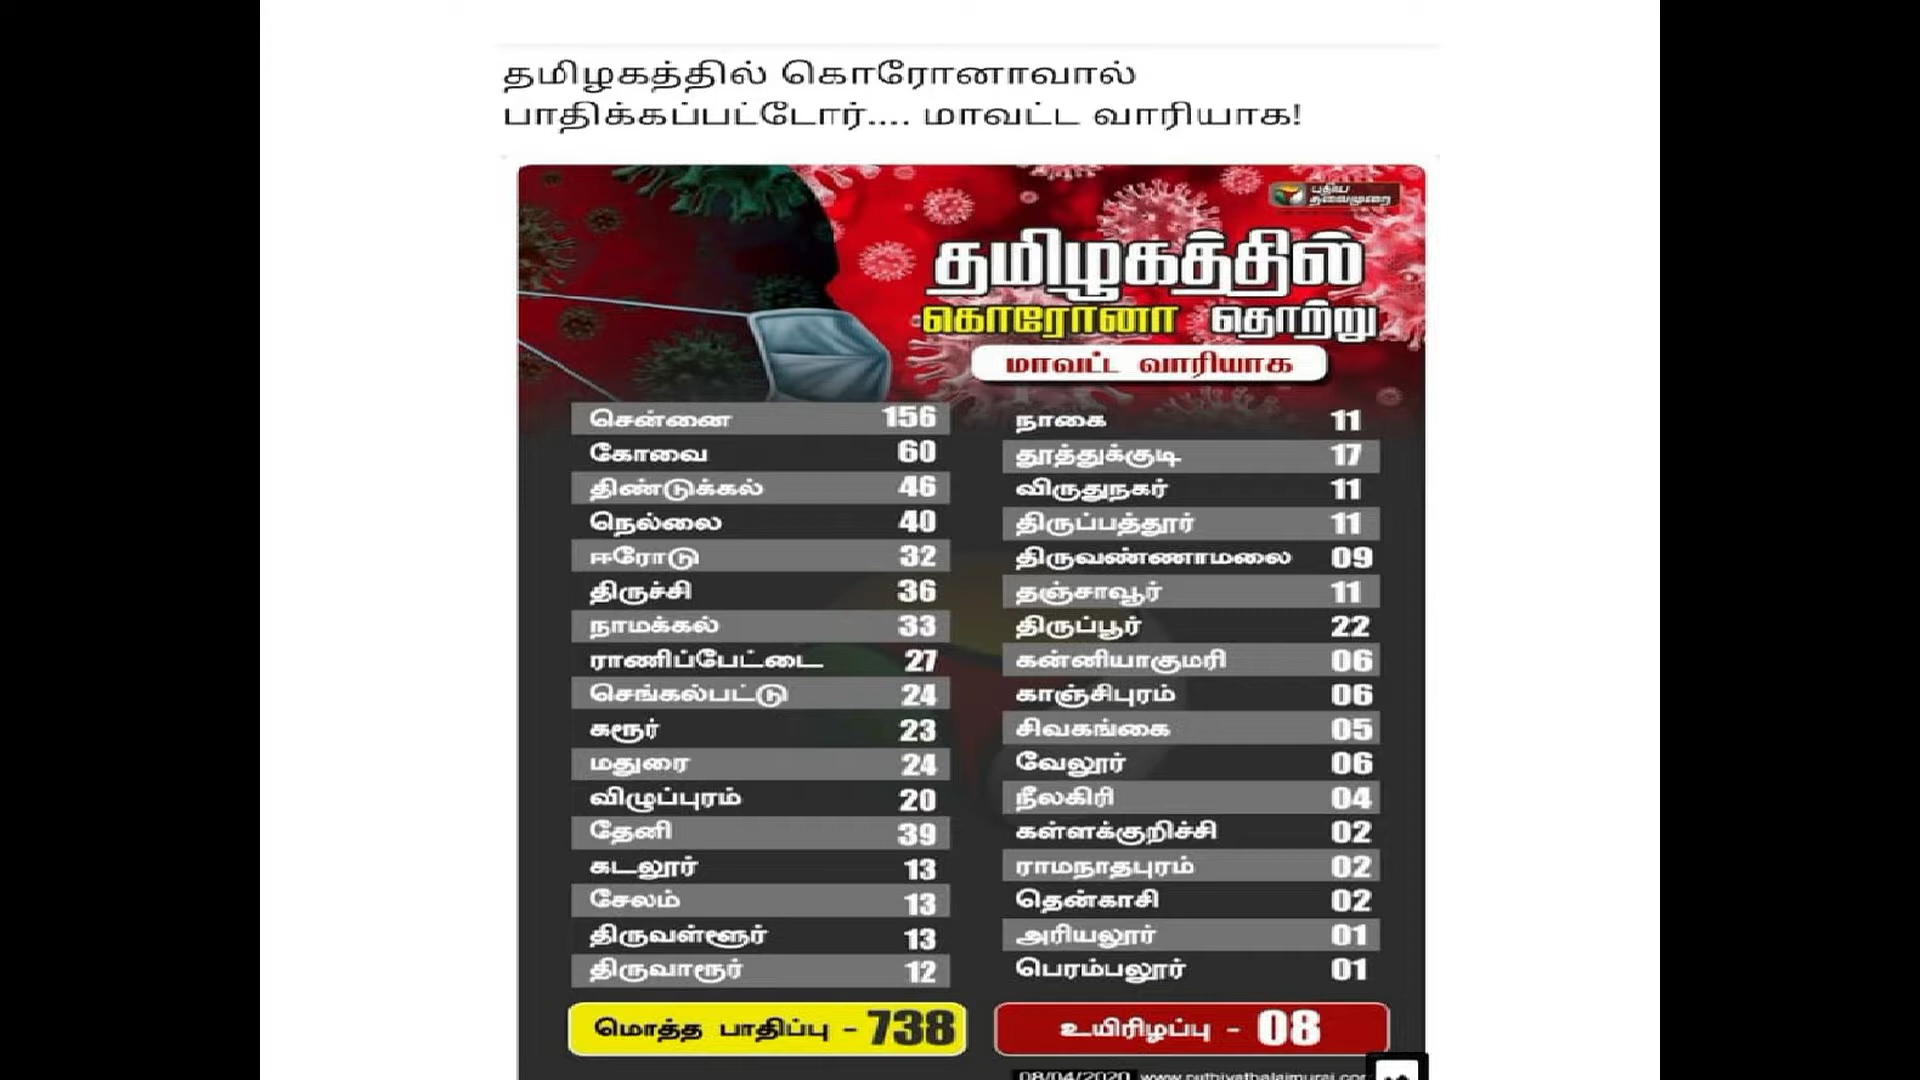 தமிழகத்தில் கொரோனாவால்
பாதிக்கப்பட்டோர்.... மாவட்ட வாரியாக!
புதிய
தலைமுறை
தமிழகத்தில்
கொரோனா தொற்று
மாவட்ட வாரியாக
சென்னை 156
கோவை 60
திண்டுக்கல் 46
நெல்லை 40
ஈரோடு 32
திருச்சி 36
நாமக்கல் 33
ராணிப்பேட்டை 27
செங்கல்பட்டு 24
கரூர் 23
மதுரை 24
விழுப்புரம் 20
தேனி 39
கடலூர் 13
சேலம் 13
திருவள்ளூர் 13
திருவாரூர் 12
நாகை 11
தூத்துக்குடி 17
விருதுநகர் 11
திருப்பத்தூர் 11
திருவண்ணாமலை 09
தஞ்சாவூர் 11
திருப்பூர் 22
கன்னியாகுமரி 06
காஞ்சிபுரம் 06
சிவகங்கை 05
வேலூர் 06
நீலகிரி 04
கள்ளக்குறிச்சி 02
ராமநாதபுரம் 02
தென்காசி 02
அரியலூர் 01
பெரம்பலூர் 01
மொத்த பாதிப்பு - 738
உயிரிழப்பு - 08
08/04/2020